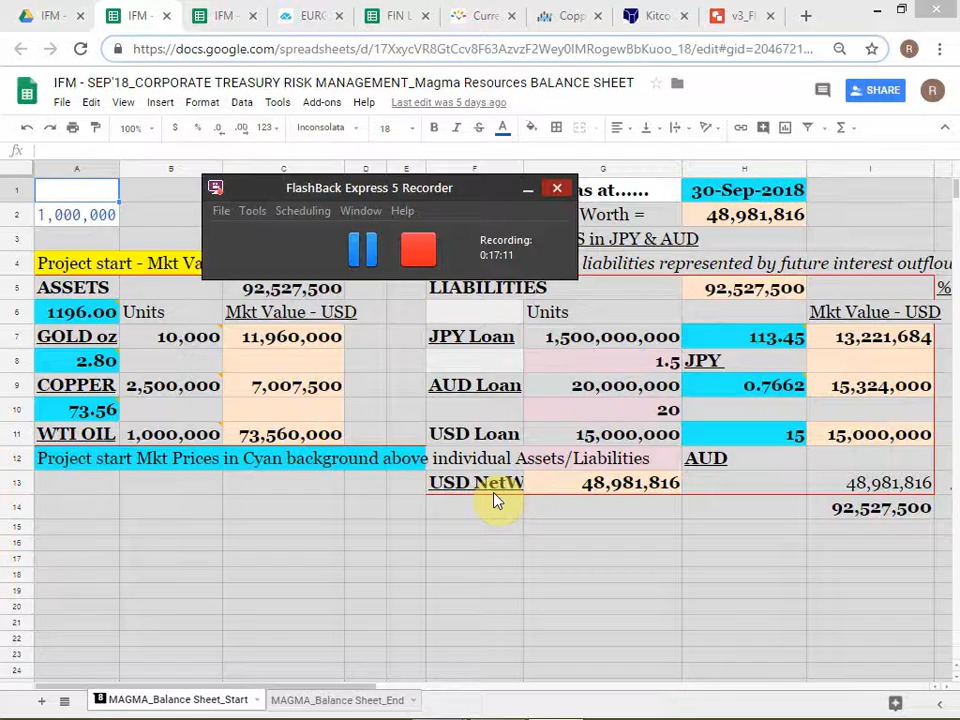 IFM -
IFM -
IFM -
EURO
FIN L
Curre
Copp
Kitco
v3_Fl
https://docs.google.com/spreadsheets/d/17XxycVR8GtCcv8F63AzvzF2Wey0IMRogewBbKuoo_18/edit#gid=2046721...
R
IFM - SEP'18_CORPORATE TREASURY RISK MANAGEMENT_Magma Resources BALANCE SHEET
SHARE
R
File Edit View Insert Format Data Tools Add-ons Help Last edit was 5 days ago
100% $ % .0 .00 123 Inconsolata 18 B I S A
fx
A B C D E F G H I
FlashBack Express 5 Recorder
File Tools Scheduling Window Help
Recording:
0:17:11
1 as at...... 30-Sep-2018
2 1,000,000 Worth = 48,981,816
3 S in JPY & AUD
4 Project start - Mkt Va liabilities represented by future interest outflow
5 ASSETS 92,527,500 LIABILITIES 92,527,500 %
6 1196.00 Units Mkt Value - USD Units Mkt Value - USD
7 GOLD oz 10,000 11,960,000 JPY Loan 1,500,000,000 113.45 13,221,684
8 2.80 1.5 JPY
9 COPPER 2,500,000 7,007,500 AUD Loan 20,000,000 0.7662 15,324,000
10 73.56 20
11 WTI OIL 1,000,000 73,560,000 USD Loan 15,000,000 15 15,000,000
12 Project start Mkt Prices in Cyan background above individual Assets/Liabilities AUD
13 USD NetW 48,981,816 48,981,816
14 92,527,500
15
16
17
18
19
20
21
22
23
24
MAGMA_Balance Sheet_Start MAGMA_Balance Sheet_End